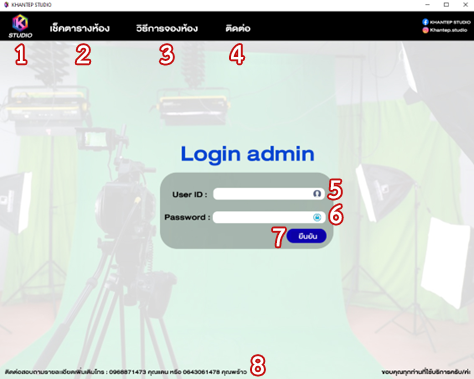 KHANTEP STUDIO
K
STUDIO
เช็คตารางห้อง
วิธีการจองห้อง
ติดต่อ
KHANTEP STUDIO
Khantep.studio
1
2
3
4
Login admin
User ID :
5
Password :
6
7
ยืนยัน
8
ติดต่อสอบถามรายละเอียดเพิ่มเติมโทร : 0968871473 คุณเตน หรือ 0643061478 คุณพร้าว
ขอบคุณทุกท่านที่ใช้บริการครับ/ค่ะ